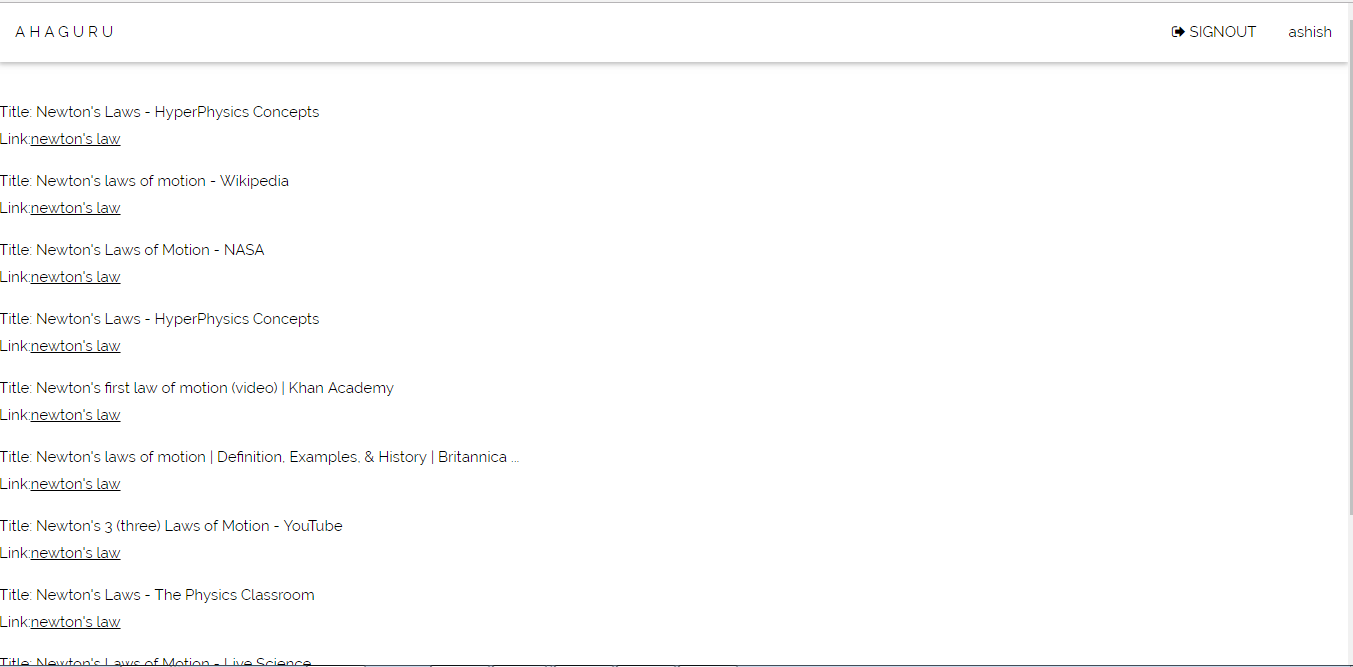 AHAGURU
SIGNOUT ashish
Title: Newton's Laws - HyperPhysics Concepts
Link:newton's law
Title: Newton's laws of motion - Wikipedia
Link:newton's law
Title: Newton's Laws of Motion - NASA
Link:newton's law
Title: Newton's Laws - HyperPhysics Concepts
Link:newton's law
Title: Newton's first law of motion (video) | Khan Academy
Link:newton's law
Title: Newton's laws of motion | Definition, Examples, & History | Britannica ...
Link:newton's law
Title: Newton's 3 (three) Laws of Motion - YouTube
Link:newton's law
Title: Newton's Laws - The Physics Classroom
Link:newton's law
Title: Newton's Laws of Motion - Live Science